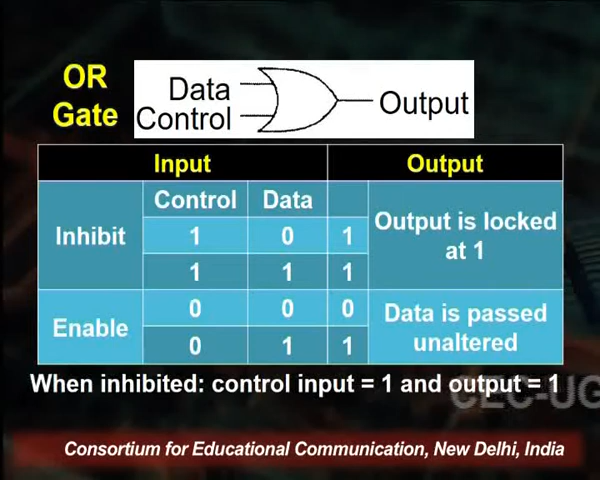 OR
Gate
Data
Control
Output
Input Output
Control Data
Inhibit
1 0 1
1 1 1
Output is locked
at 1
Enable
0 0 0
0 1 1
Data is passed
unaltered
When inhibited: control input = 1 and output = 1
CEC-UG
Consortium for Educational Communication, New Delhi, India